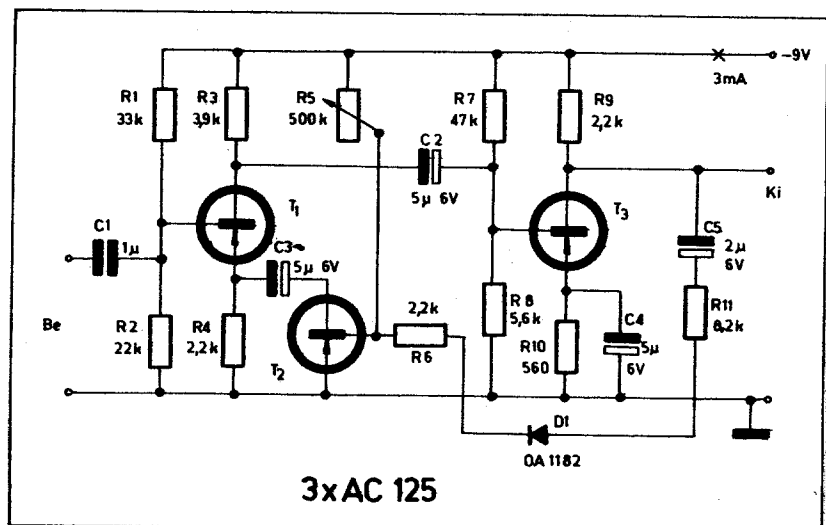 -9V
3mA
R1
33k
R3
3,9k
R5
500k
R7
47k
R9
2,2k
C2
5µ 6V
Ki
T1
T3
C1
1µ
C3
5µ 6V
C5
2µ
6V
Be
R2
22k
R4
2,2k
T2
2,2k
R6
R8
5,6k
R10
560
C4
5µ
6V
R11
8,2k
D1
OA 1182
3x AC 125